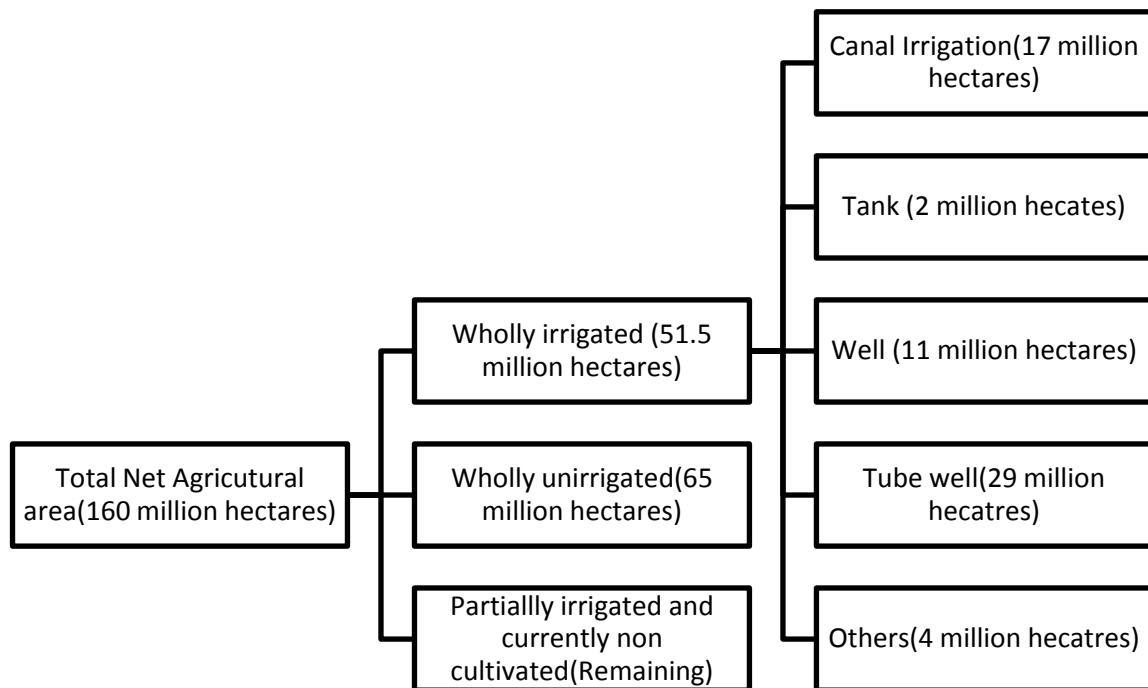 Total Net Agricutural
area(160 million hectares)
Wholly irrigated (51.5
million hectares)
Wholly unirrigated(65
million hectares)
Partiallly irrigated and
currently non
cultivated(Remaining)
Canal Irrigation(17 million
hectares)
Tank (2 million hecates)
Well (11 million hectares)
Tube well(29 million
hecatres)
Others(4 million hecatres)